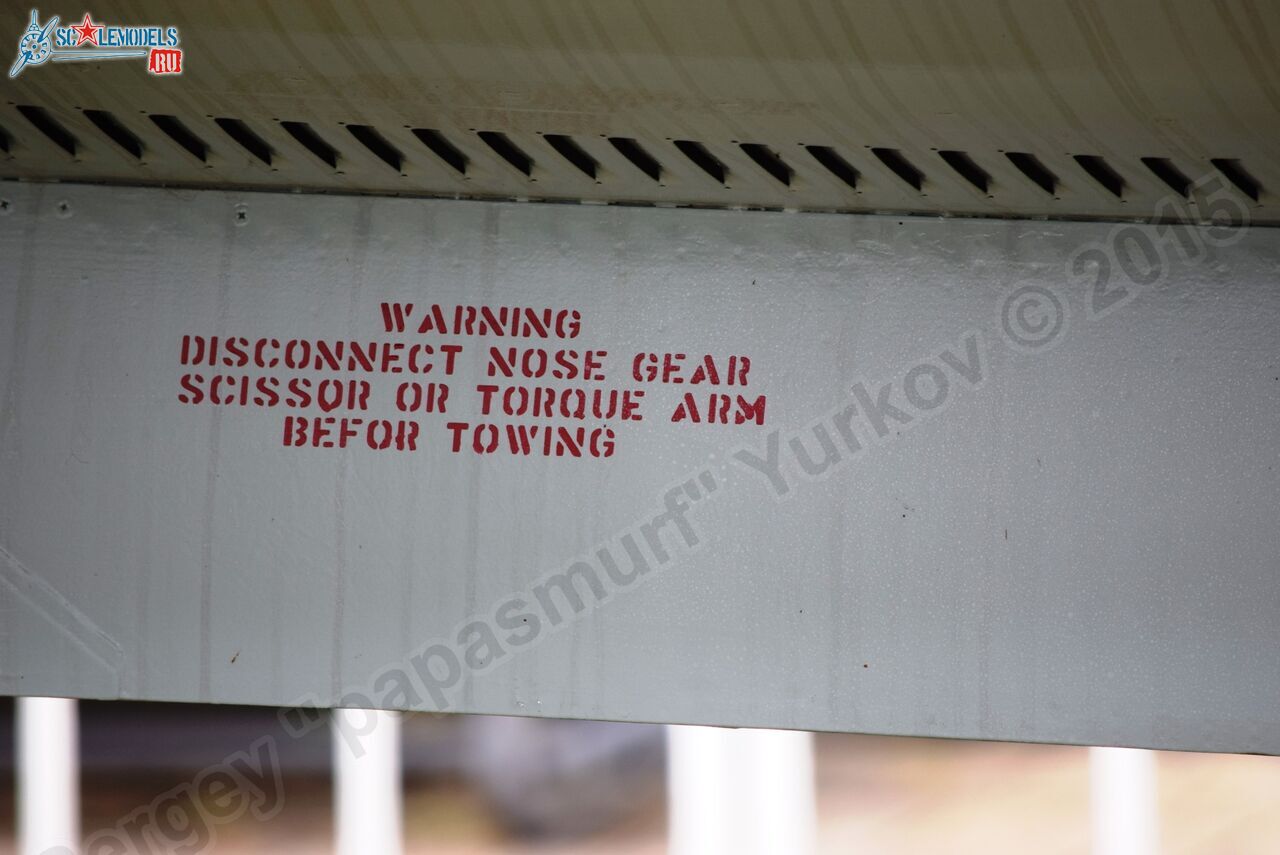 SCALEMODELS
RU
WARNING
DISCONNECT NOSE GEAR
SCISSOR OR TORQUE ARM
BEFOR TOWING
Sergey "papasmurf" Yurkov © 2015